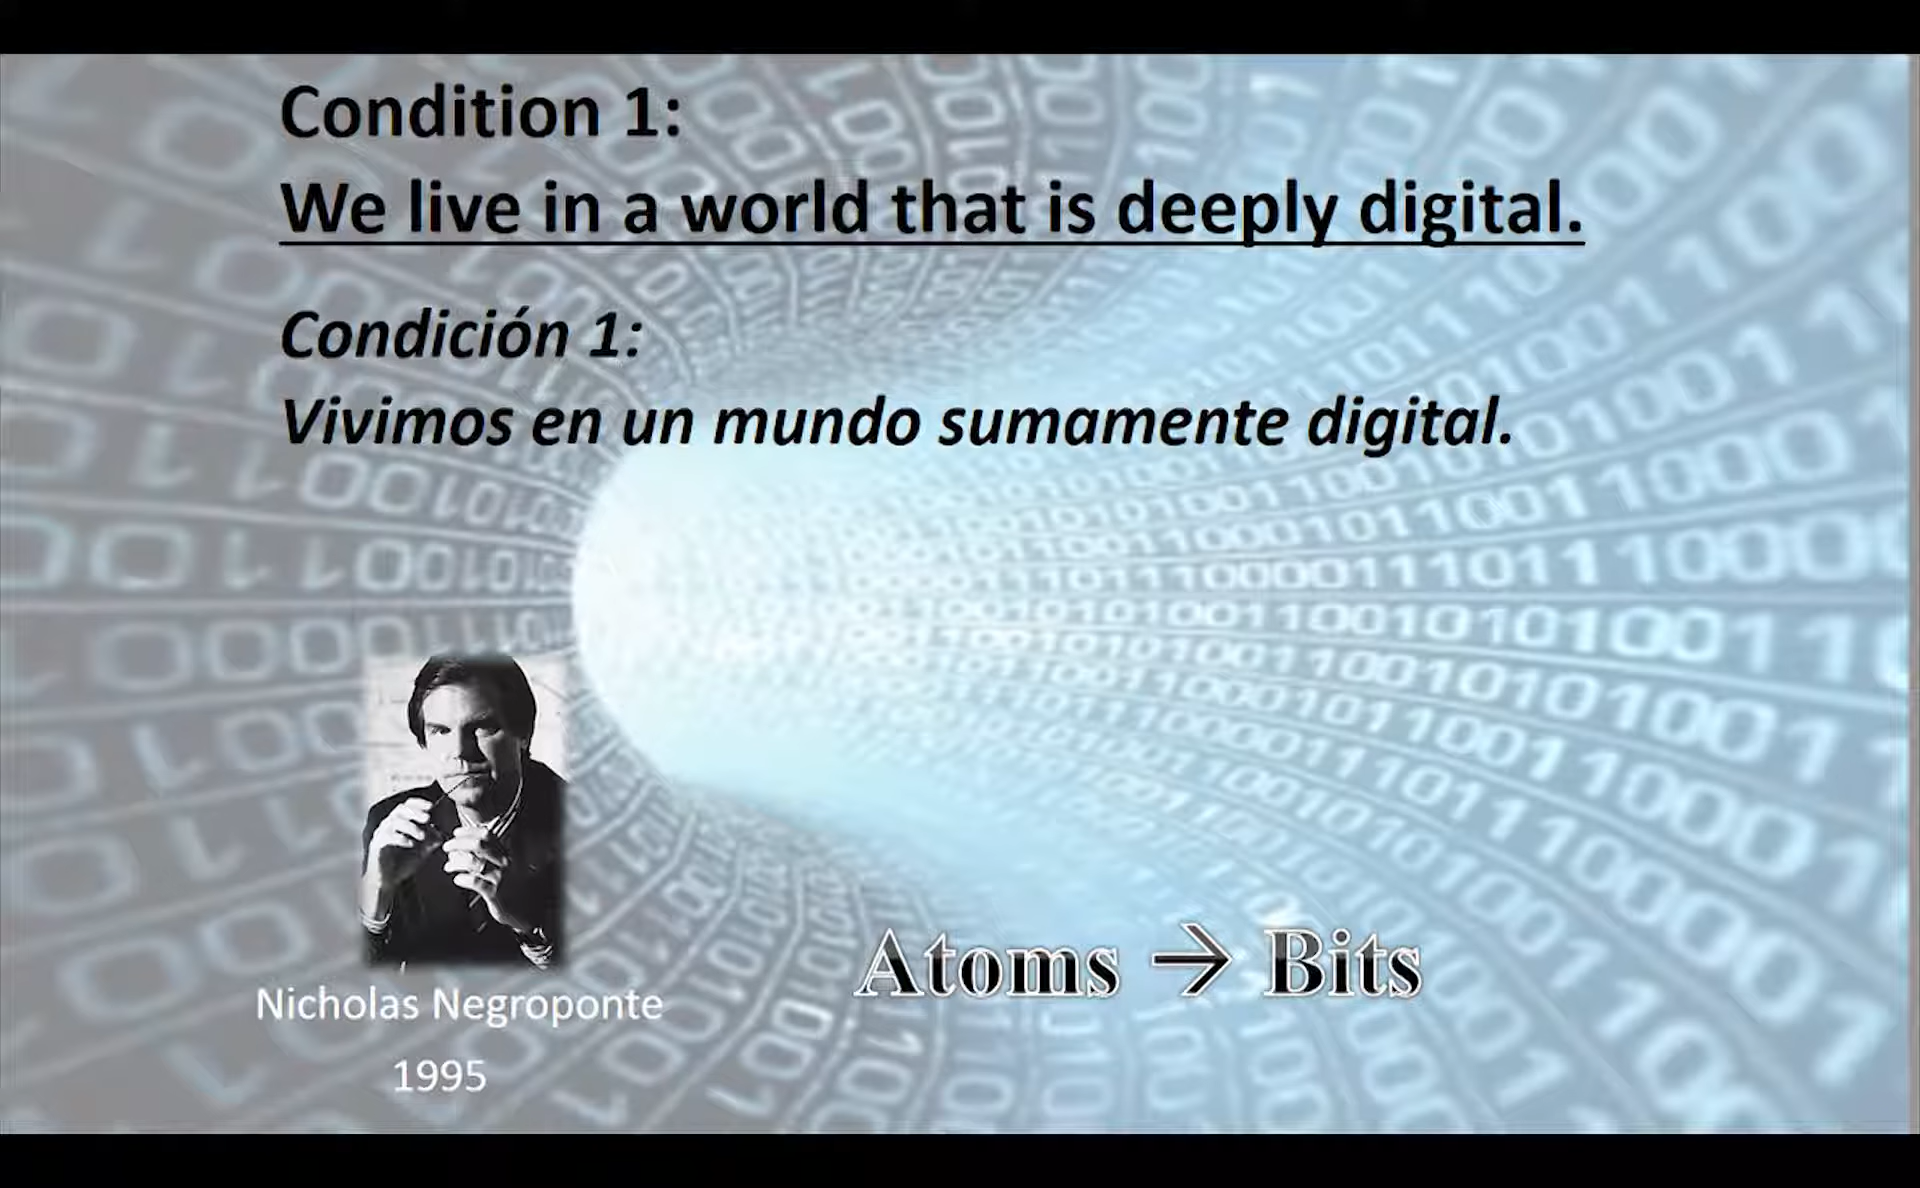 Condition 1:
We live in a world that is deeply digital.
Condición 1:
Vivimos en un mundo sumamente digital.
Atoms → Bits
Nicholas Negroponte
1995